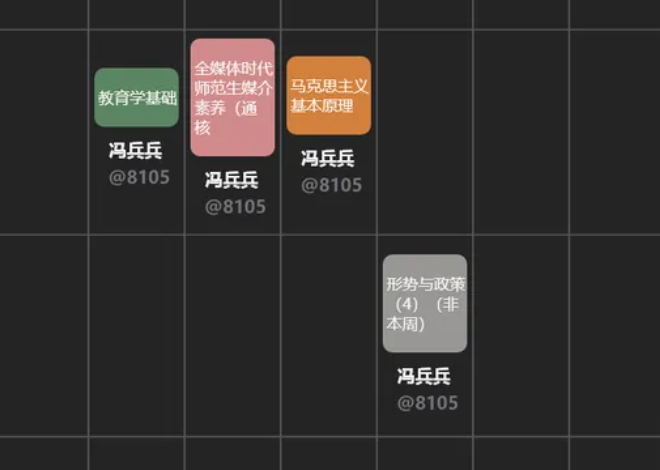 教育学基础
冯兵兵
@8105
全媒体时代
师范生媒介
素养（通
核
冯兵兵
@8105
马克思主义
基本原理
冯兵兵
@8105
形势与政策
（4）（非
本周）
冯兵兵
@8105